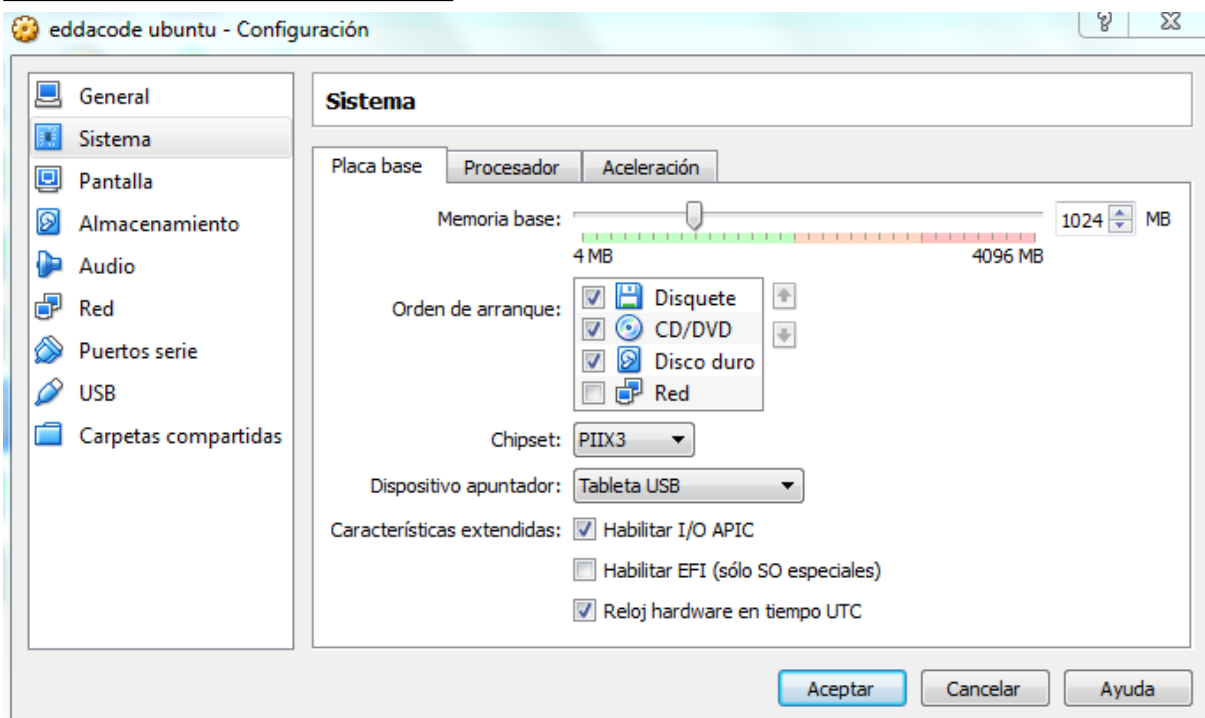 eddacode ubuntu - Configuración
General
Sistema
Pantalla
Almacenamiento
Audio
Red
Puertos serie
USB
Carpetas compartidas
Sistema
Placa base Procesador Aceleración
Memoria base: 1024 MB
4 MB 4096 MB
Orden de arranque: Disquete
CD/DVD
Disco duro
Red
Chipset: PIIX3
Dispositivo apuntador: Tableta USB
Características extendidas: Habilitar I/O APIC
Habilitar EFI (sólo SO especiales)
Reloj hardware en tiempo UTC
Aceptar Cancelar Ayuda